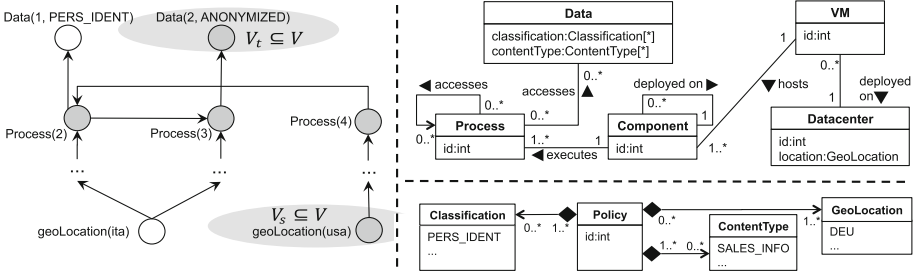 Data(1, PERS_IDENT)
Data(2, ANONYMIZED)
V_t ⊆ V
Process(2)
Process(3)
Process(4)
...
...
...
V_s ⊆ V
geoLocation(ita)
geoLocation(usa)
Data
classification:Classification[*]
contentType:ContentType[*]
VM
id:int
0..*
1
0..*
◀ accesses
0..*
accesses ▲
deployed on ▶
0..*
▼ hosts
deployed
on▼
1
0..*
Process
id:int
0..*
1..*
◀ executes
1
Component
id:int
1
1..*
Datacenter
id:int
location:GeoLocation
Classification
PERS_IDENT
...
0..*
1..*
Policy
id:int
0..*
1..*
1..*
0..*
ContentType
SALES_INFO
...
GeoLocation
DEU
...